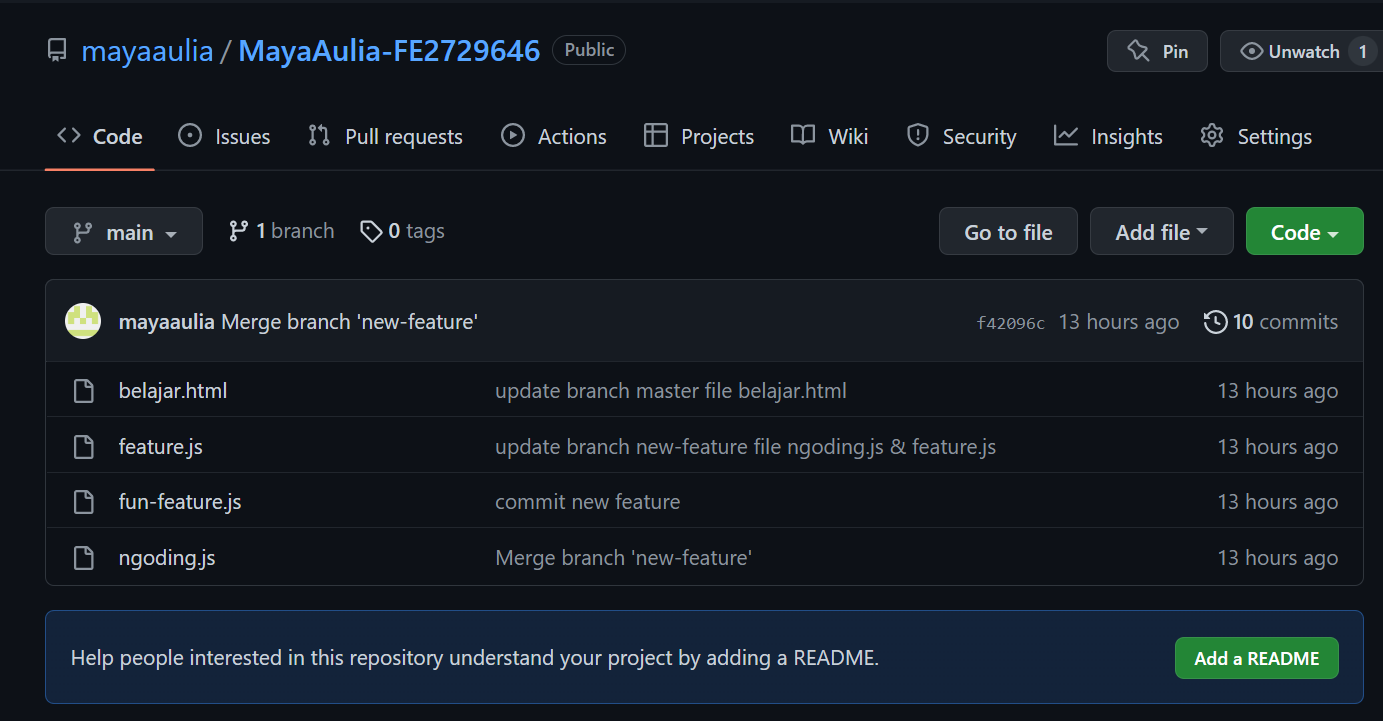 mayaaulia / MayaAulia-FE2729646 Public Pin Unwatch 1
Code Issues Pull requests Actions Projects Wiki Security Insights Settings
main 1 branch 0 tags Go to file Add file Code
mayaaulia Merge branch 'new-feature' f42096c 13 hours ago 10 commits
belajar.html update branch master file belajar.html 13 hours ago
feature.js update branch new-feature file ngoding.js & feature.js 13 hours ago
fun-feature.js commit new feature 13 hours ago
ngoding.js Merge branch 'new-feature' 13 hours ago
Help people interested in this repository understand your project by adding a README. Add a README